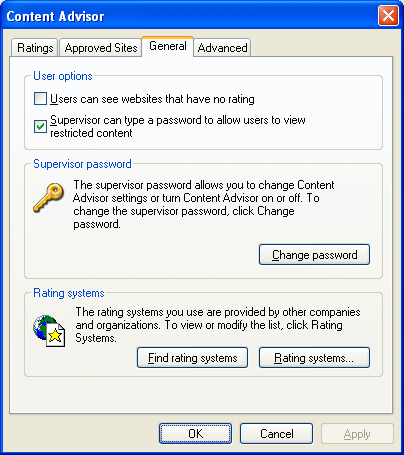 Content Advisor
Ratings Approved Sites General Advanced
User options
Users can see websites that have no rating
Supervisor can type a password to allow users to view
restricted content
Supervisor password
The supervisor password allows you to change Content
Advisor settings or turn Content Advisor on or off. To
change the supervisor password, click Change
password.
Change password
Rating systems
The rating systems you use are provided by other companies
and organizations. To view or modify the list, click Rating
Systems.
Find rating systems Rating systems...
OK Cancel Apply